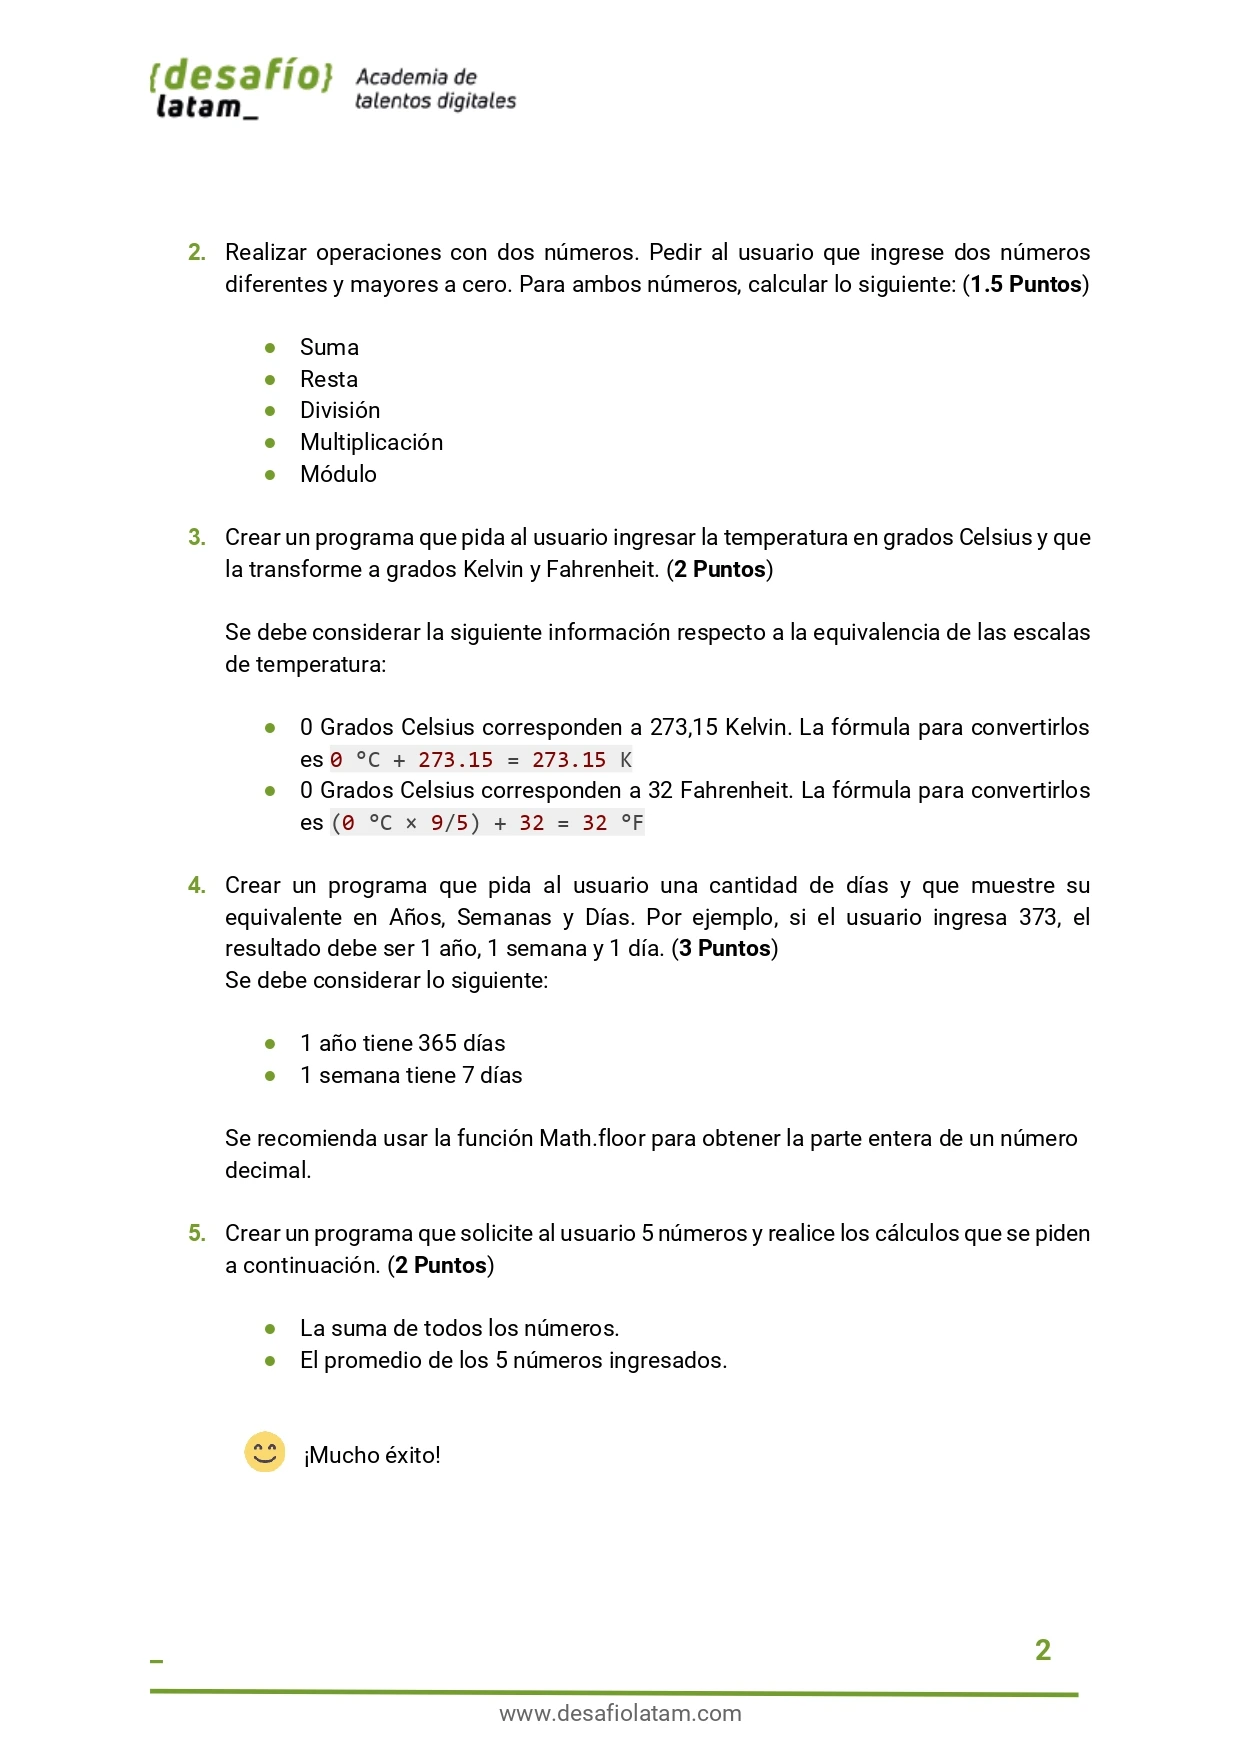 {desafío}
latam_
Academia de
talentos digitales
2. Realizar operaciones con dos números. Pedir al usuario que ingrese dos números
diferentes y mayores a cero. Para ambos números, calcular lo siguiente: (1.5 Puntos)
● Suma
● Resta
● División
● Multiplicación
● Módulo
3. Crear un programa que pida al usuario ingresar la temperatura en grados Celsius y que
la transforme a grados Kelvin y Fahrenheit. (2 Puntos)
Se debe considerar la siguiente información respecto a la equivalencia de las escalas
de temperatura:
● 0 Grados Celsius corresponden a 273,15 Kelvin. La fórmula para convertirlos
es 0 °C + 273.15 = 273.15 K
● 0 Grados Celsius corresponden a 32 Fahrenheit. La fórmula para convertirlos
es (0 °C × 9/5) + 32 = 32 °F
4. Crear un programa que pida al usuario una cantidad de días y que muestre su
equivalente en Años, Semanas y Días. Por ejemplo, si el usuario ingresa 373, el
resultado debe ser 1 año, 1 semana y 1 día. (3 Puntos)
Se debe considerar lo siguiente:
● 1 año tiene 365 días
● 1 semana tiene 7 días
Se recomienda usar la función Math.floor para obtener la parte entera de un número
decimal.
5. Crear un programa que solicite al usuario 5 números y realice los cálculos que se piden
a continuación. (2 Puntos)
● La suma de todos los números.
● El promedio de los 5 números ingresados.
¡Mucho éxito!
_
2
www.desafiolatam.com